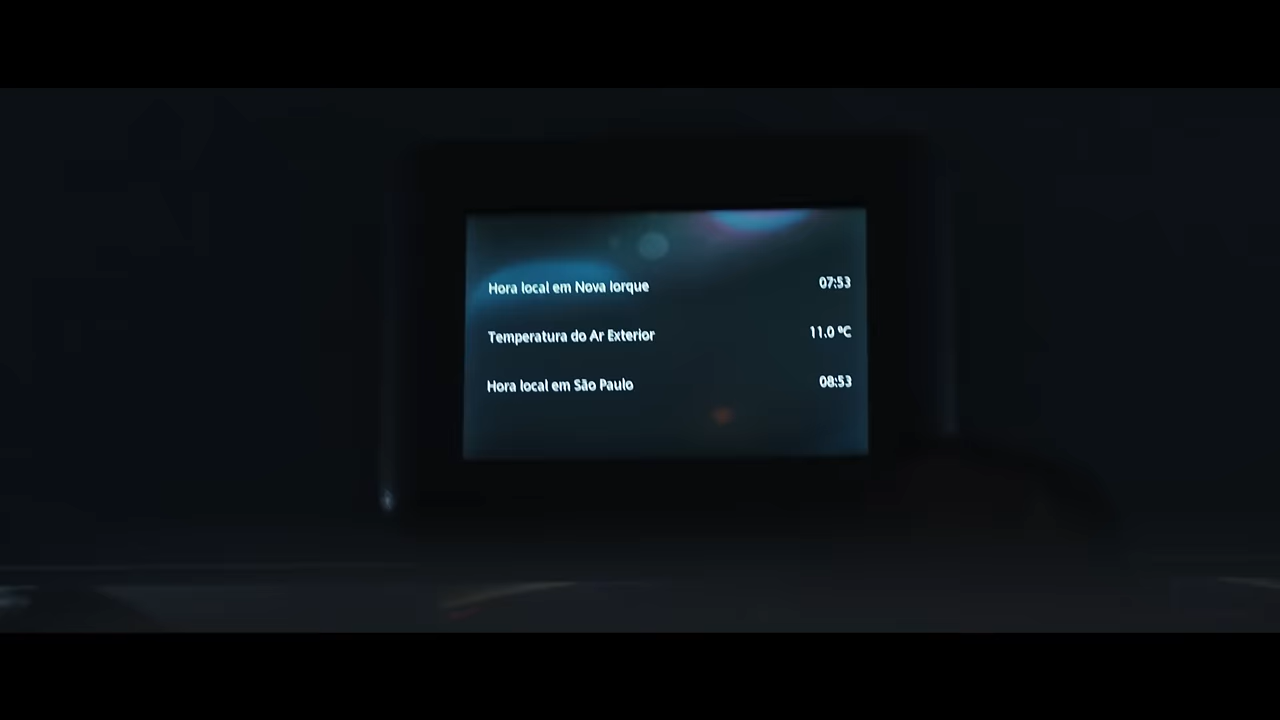 Hora local em Nova Iorque 07:53
Temperatura do Ar Exterior 11.0 ºC
Hora local em São Paulo 08:53